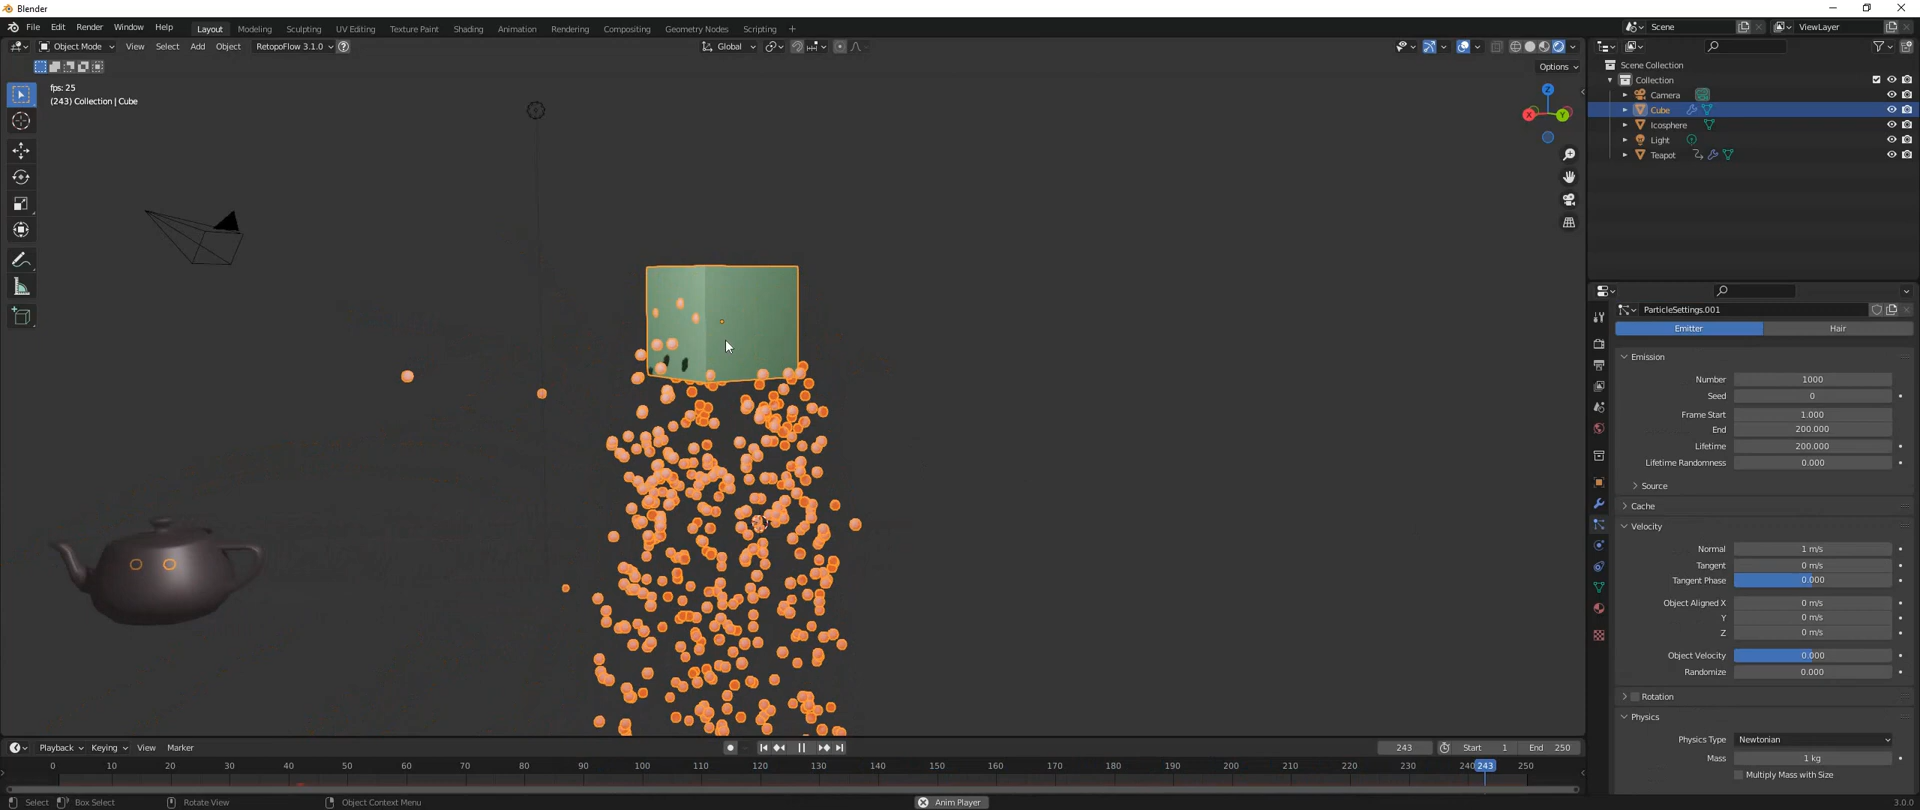 Blender
File Edit Render Window Help Layout Modeling Sculpting UV Editing Texture Paint Shading Animation Rendering Compositing Geometry Nodes Scripting + Scene ViewLayer
Object Mode View Select Add Object RetopoFlow 3.1.0 Global
Options
fps: 25
(243) Collection | Cube
Z
X
Y
Scene Collection
Collection
Camera
Cube
Icosphere
Light
Teapot
ParticleSettings.001
Emitter Hair
Emission
Number 1000
Seed 0
Frame Start 1.000
End 200.000
Lifetime 200.000
Lifetime Randomness 0.000
Source
Cache
Velocity
Normal 1 m/s
Tangent 0 m/s
Tangent Phase 0.000
Object Aligned X 0 m/s
Y 0 m/s
Z 0 m/s
Object Velocity 0.000
Randomize 0.000
Rotation
Physics
Physics Type Newtonian
Mass 1 kg
Multiply Mass with Size
Playback Keying View Marker 243 Start 1 End 250
0 10 20 30 40 50 60 70 80 90 100 110 120 130 140 150 160 170 180 190 200 210 220 230 240 243 250
Select Box Select Rotate View Object Context Menu Anim Player 3.0.0